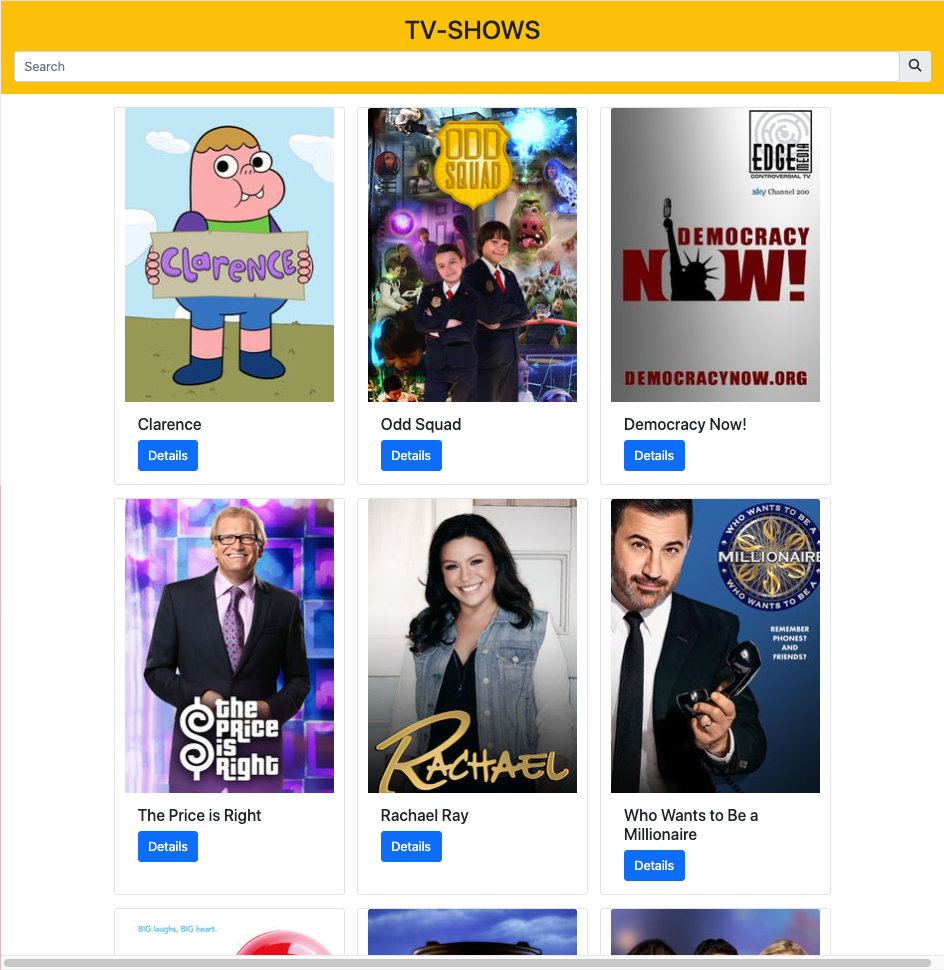 TV-SHOWS
Search
CLARENCE
ODD
SQUAD
EDGE
MEDIA
CONTROVERSIAL TV
sky Channel 200
DEMOCRACY
NOW!
DEMOCRACYNOW.ORG
Clarence
Odd Squad
Democracy Now!
Details
Details
Details
the
PRICE
is
Right
RACHAEL
WHO WANTS TO BE A
MILLIONAIRE
WHO WANTS TO BE A
REMEMBER
PHONES?
AND
FRIENDS?
The Price is Right
Rachael Ray
Who Wants to Be a
Millionaire
Details
Details
Details
BIG laughs, BIG heart.